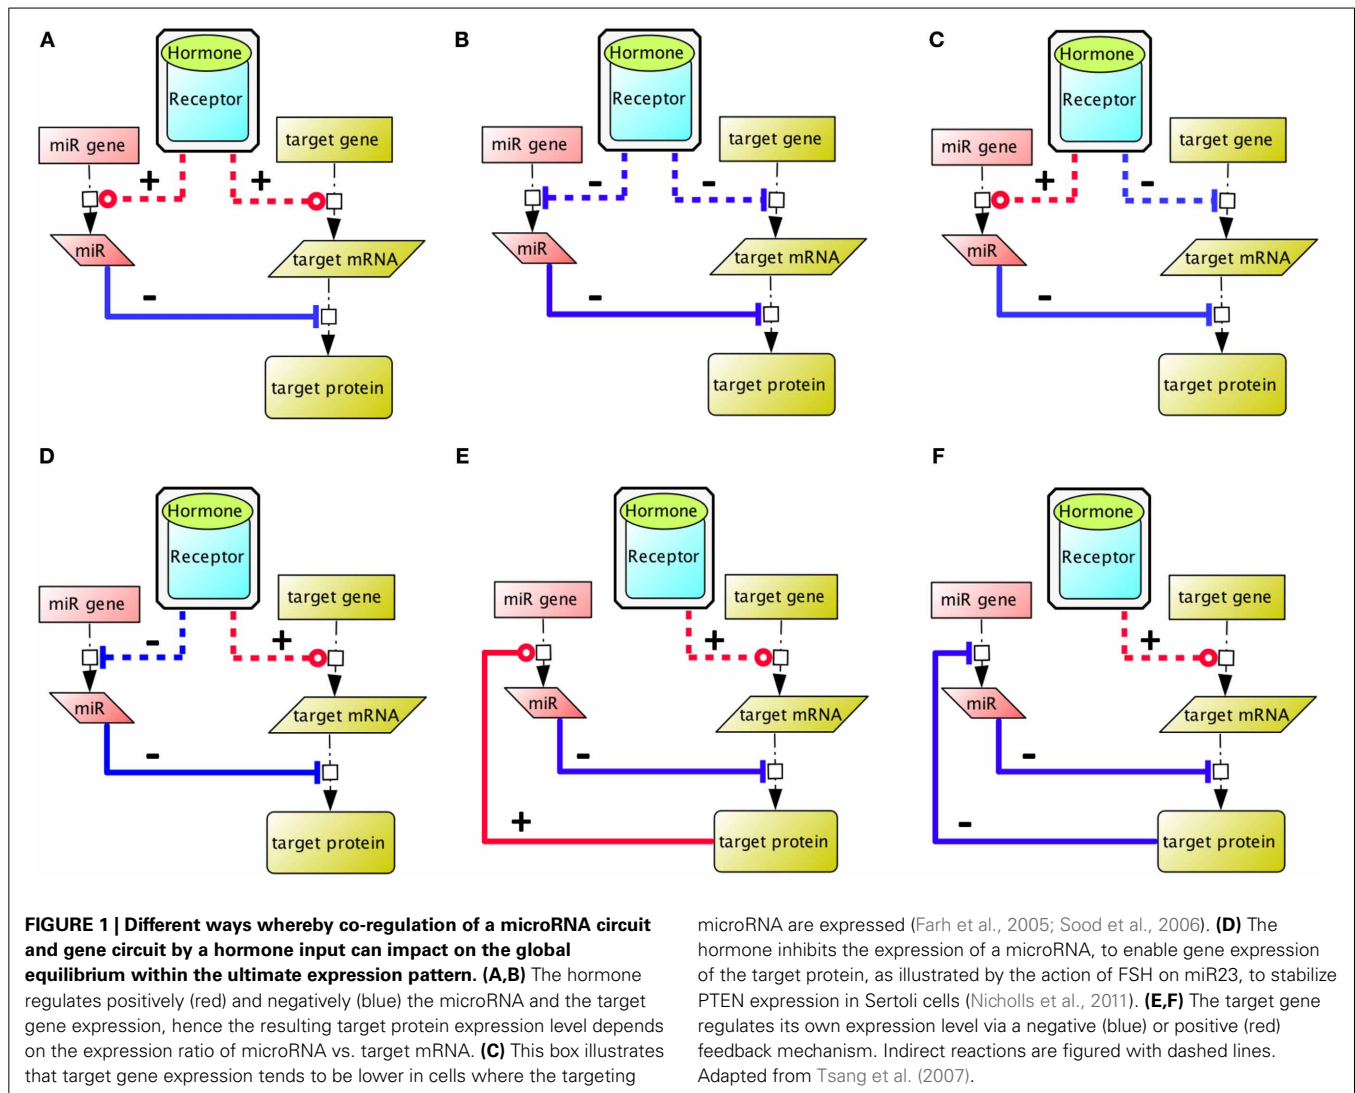 A
Hormone
Receptor
miR gene
target gene
+
+
miR
target mRNA
-
target protein
B
Hormone
Receptor
miR gene
target gene
-
-
miR
target mRNA
-
target protein
C
Hormone
Receptor
miR gene
target gene
+
-
miR
target mRNA
-
target protein
D
Hormone
Receptor
miR gene
target gene
-
+
miR
target mRNA
-
target protein
E
Hormone
Receptor
miR gene
target gene
+
miR
target mRNA
-
+
target protein
F
Hormone
Receptor
miR gene
target gene
+
miR
target mRNA
-
-
target protein
FIGURE 1 | Different ways whereby co-regulation of a microRNA circuit
and gene circuit by a hormone input can impact on the global
equilibrium within the ultimate expression pattern. (A,B) The hormone
regulates positively (red) and negatively (blue) the microRNA and the target
gene expression, hence the resulting target protein expression level depends
on the expression ratio of microRNA vs. target mRNA. (C) This box illustrates
that target gene expression tends to be lower in cells where the targeting
microRNA are expressed (Farh et al., 2005; Sood et al., 2006). (D) The
hormone inhibits the expression of a microRNA, to enable gene expression
of the target protein, as illustrated by the action of FSH on miR23, to stabilize
PTEN expression in Sertoli cells (Nicholls et al., 2011). (E,F) The target gene
regulates its own expression level via a negative (blue) or positive (red)
feedback mechanism. Indirect reactions are figured with dashed lines.
Adapted from Tsang et al. (2007).